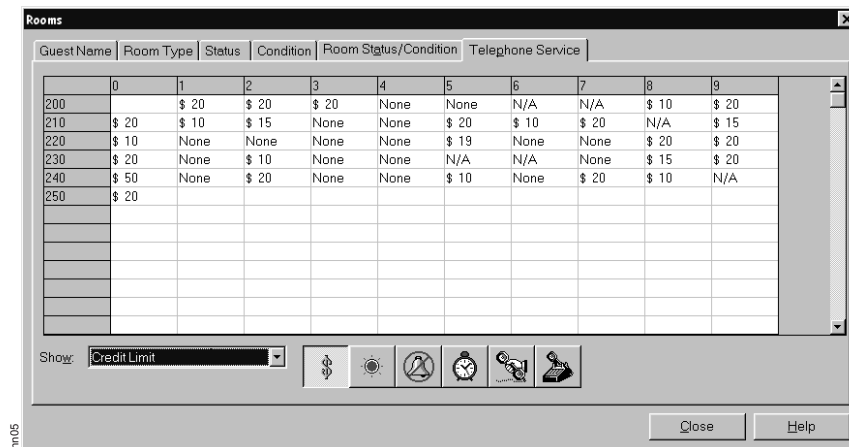 Rooms
Guest Name Room Type Status Condition Room Status/Condition Telephone Service
0 1 2 3 4 5 6 7 8 9
200 $ 20 $ 20 $ 20 None None N/A N/A $ 10 $ 20
210 $ 20 $ 10 $ 15 None None $ 20 $ 10 $ 20 N/A $ 15
220 $ 10 None None None None $ 19 None None $ 20 $ 20
230 $ 20 None $ 10 None None N/A N/A None $ 15 $ 20
240 $ 50 None $ 20 None None $ 10 None $ 20 $ 10 N/A
250 $ 20
Show: Credit Limit
Close Help